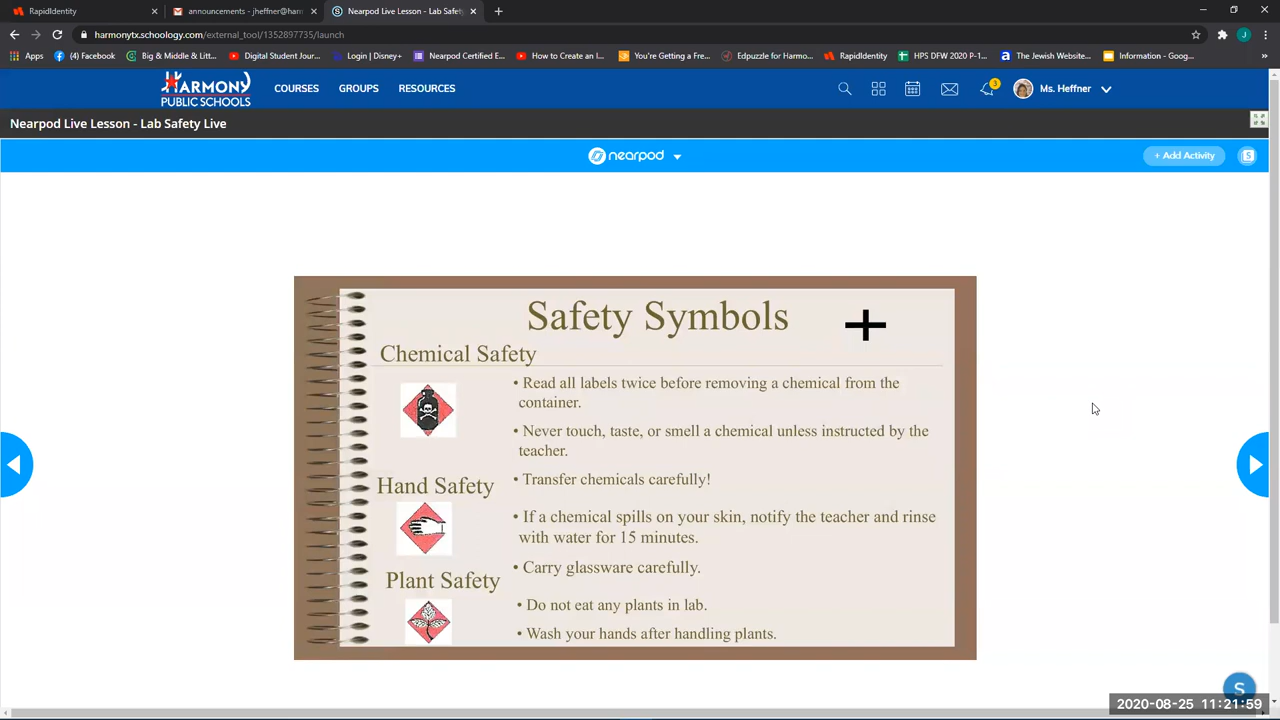 RapidIdentity
announcements - jheffner@harr
Nearpod Live Lesson - Lab Safety
harmonytx.schoology.com/external_tool/1352897735/launch
Apps
(4) Facebook
Big & Middle & Littl...
Digital Student Jour...
Login | Disney+
Nearpod Certified E...
How to Create an I...
You're Getting a Fre...
Edpuzzle for Harmo...
RapidIdentity
HPS DFW 2020 P-1...
The Jewish Website...
Information - Goog...
HARMONY
PUBLIC SCHOOLS
COURSES
GROUPS
RESOURCES
3
Ms. Heffner
Nearpod Live Lesson - Lab Safety Live
nearpod
+ Add Activity
Safety Symbols
Chemical Safety
• Read all labels twice before removing a chemical from the
container.
• Never touch, taste, or smell a chemical unless instructed by the
teacher.
• Transfer chemicals carefully!
Hand Safety
• If a chemical spills on your skin, notify the teacher and rinse
with water for 15 minutes.
• Carry glassware carefully.
Plant Safety
• Do not eat any plants in lab.
• Wash your hands after handling plants.
S
2020-08-25 11:21:59